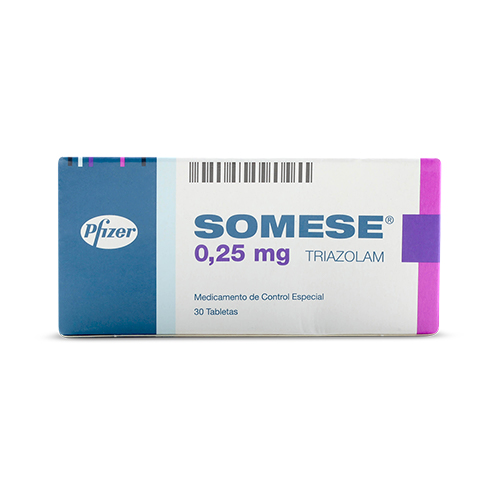 Pfizer
SOMESE®
0,25 mg TRIAZOLAM
Medicamento de Control Especial
30 Tabletas